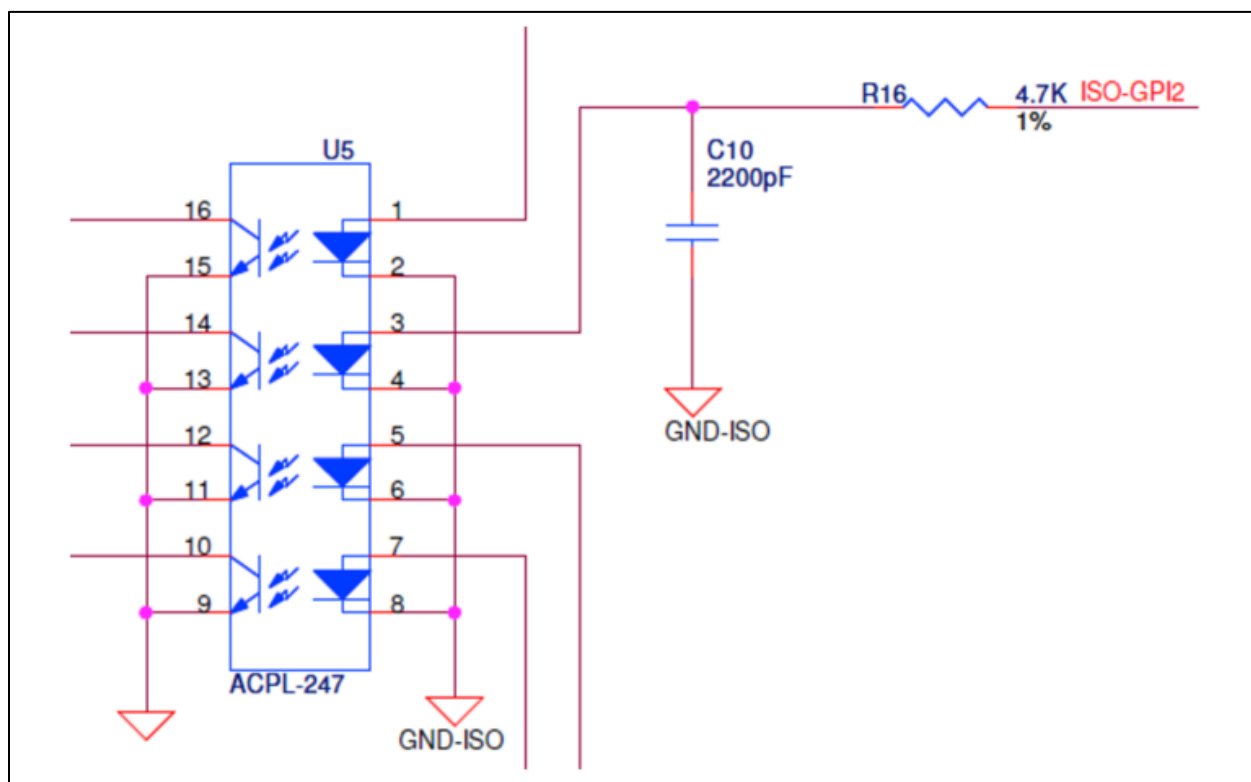 R16
4.7K
ISO-GPI2
1%
C10
2200pF
GND-ISO
U5
16
1
15
2
14
3
13
4
12
5
11
6
10
7
9
8
ACPL-247
GND-ISO